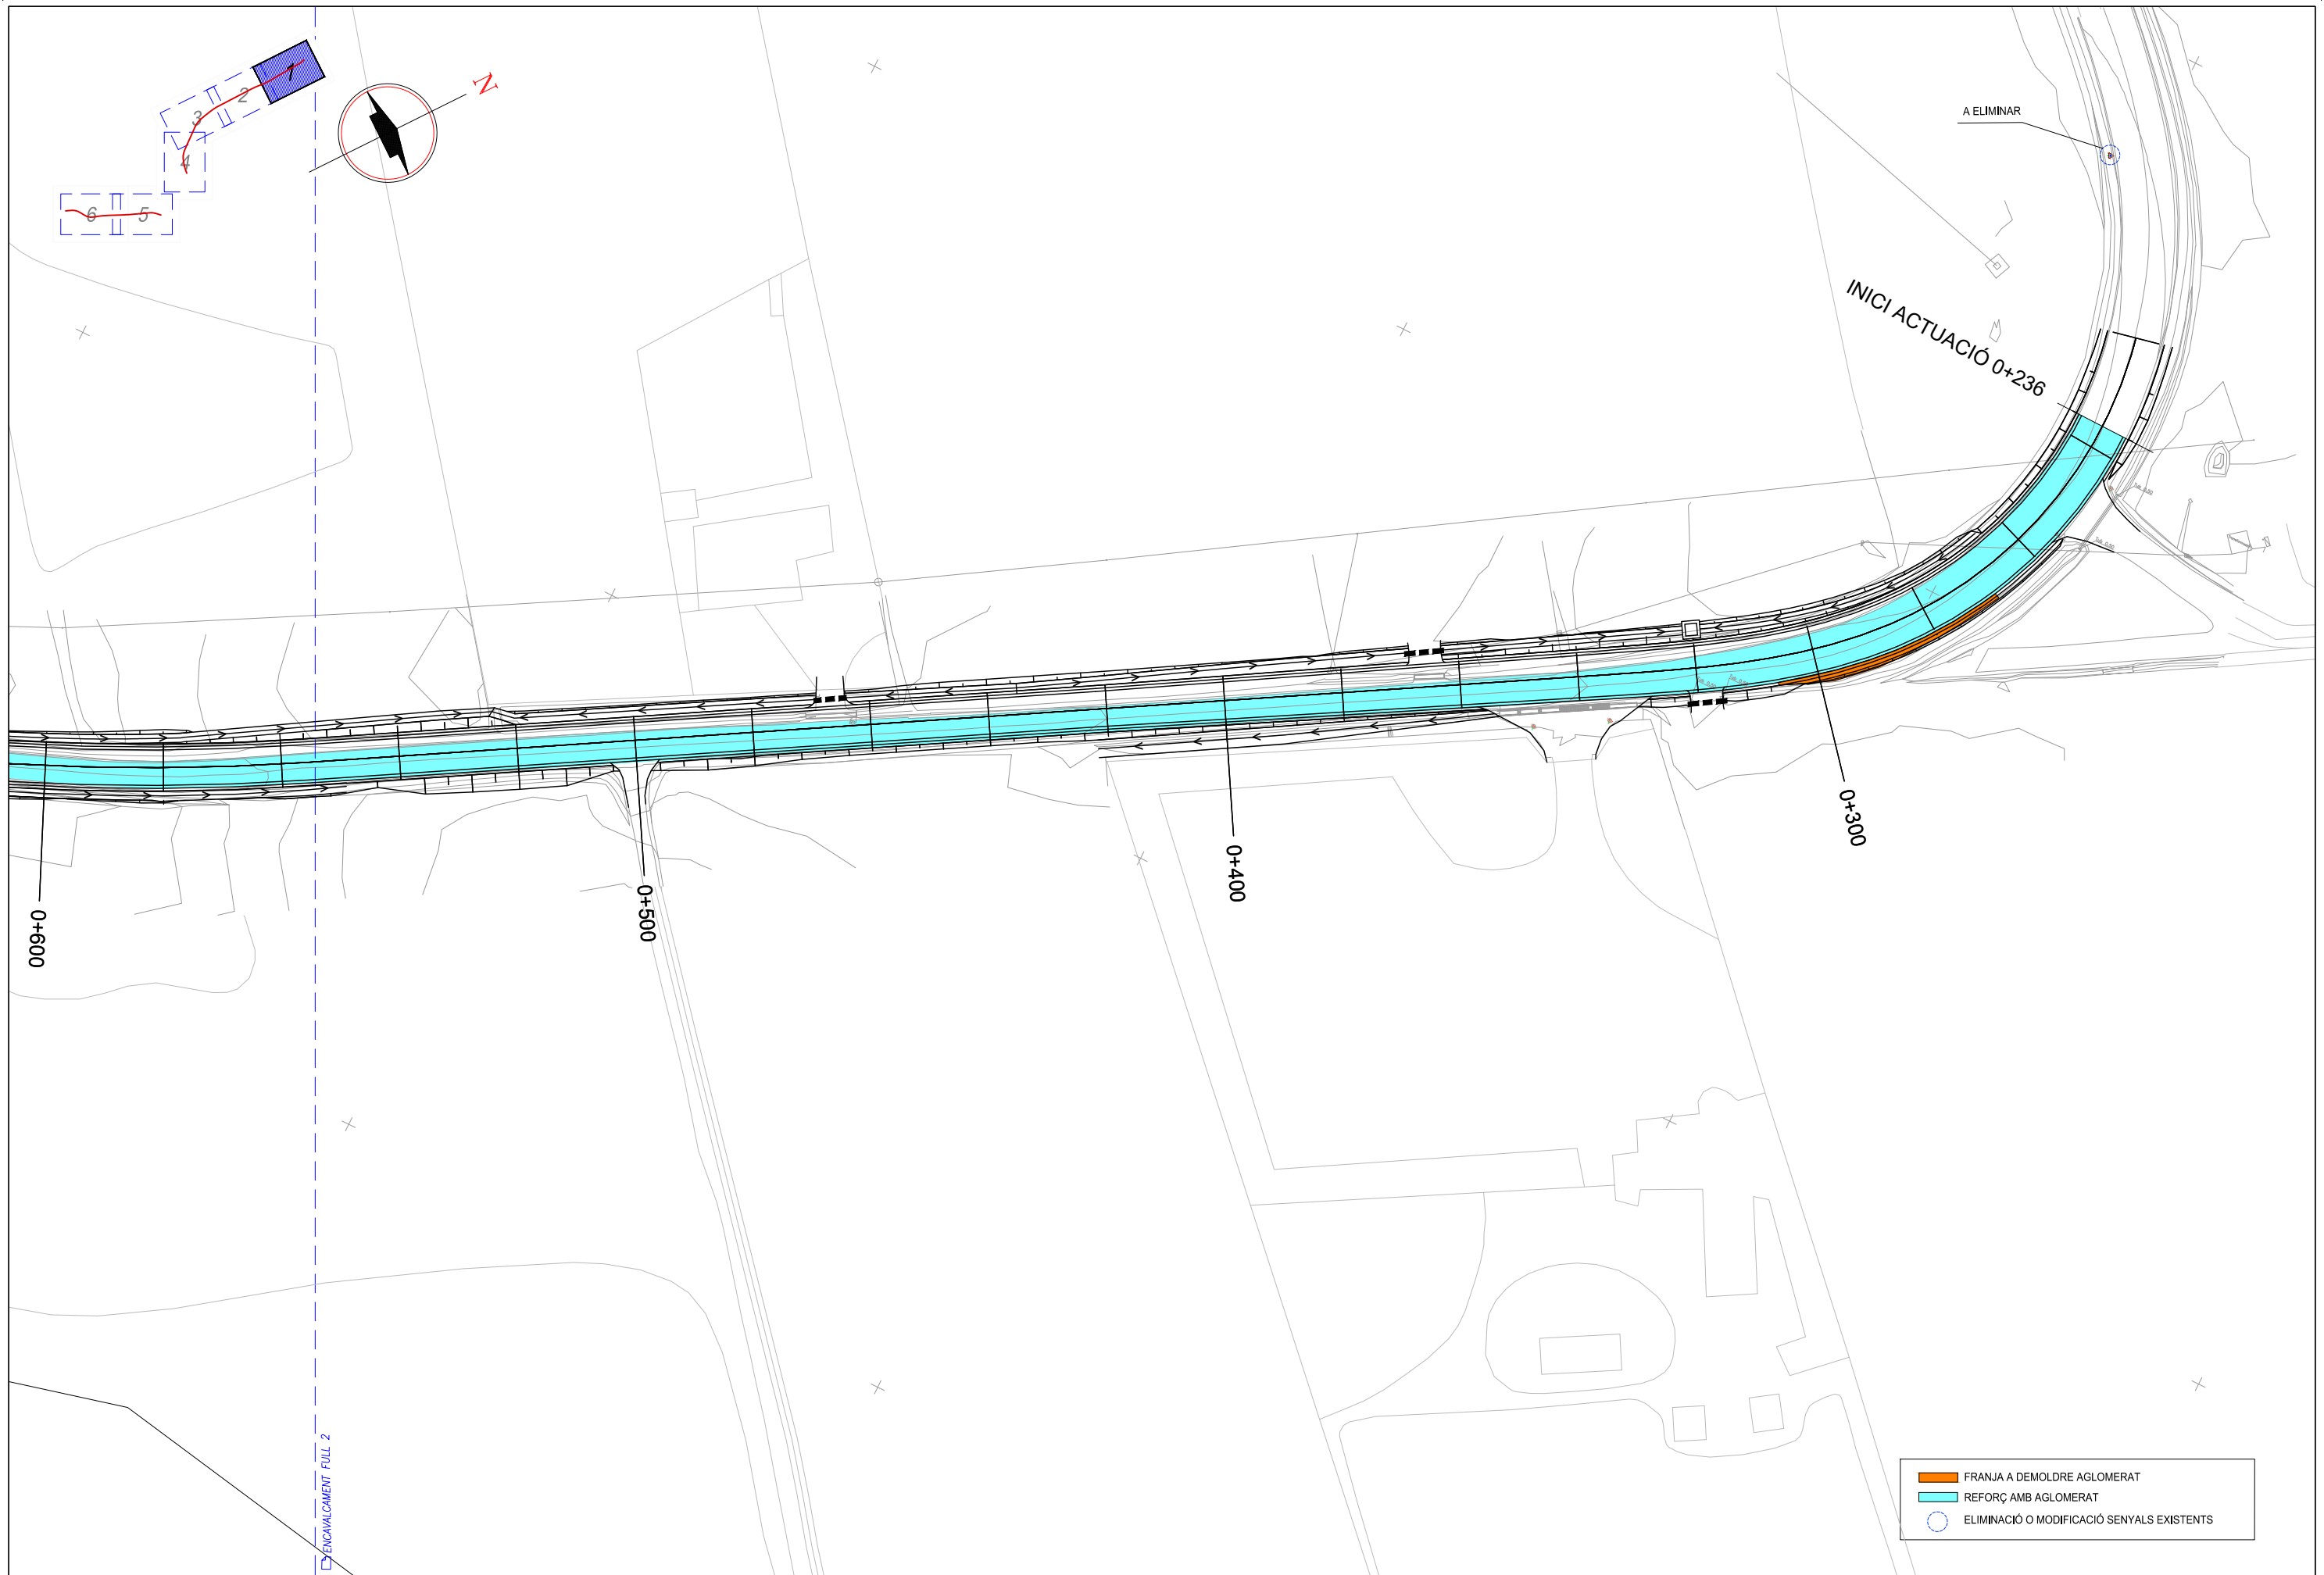 1
2
3
4
6
5
N
A ELIMINAR
INICI ACTUACIÓ 0+236
0+300
0+400
0+500
0+600
ENCAVALCAMENT FULL 2
FRANJA A DEMOLDRE AGLOMERAT
REFORÇ AMB AGLOMERAT
ELIMINACIÓ O MODIFICACIÓ SENYALS EXISTENTS